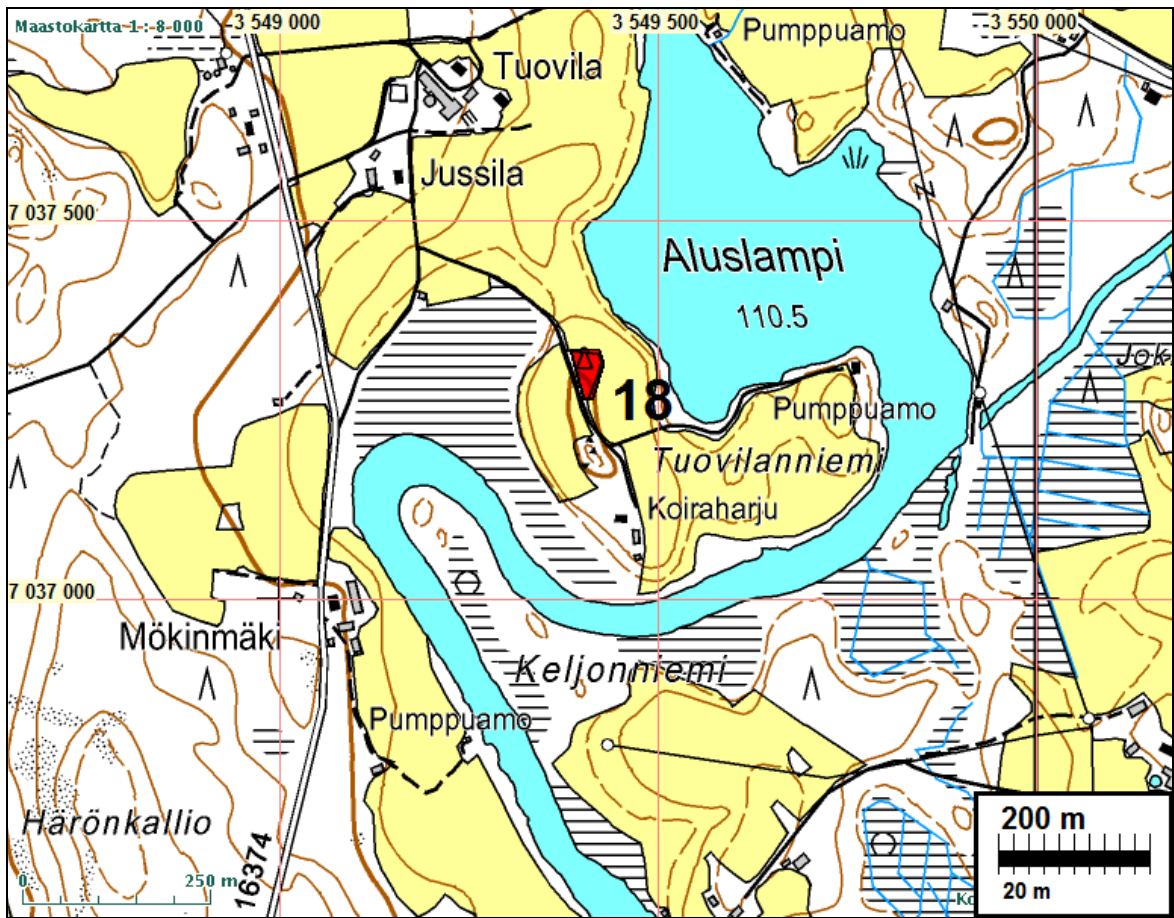 Maastokartta 1 : 8 000
3 549 000
3 549 500
3 550 000
Pumppuamo
Tuovila
Jussila
7 037 500
Aluslampi
110.5
Z
Jok
18
Pumppuamo
Tuovilanniemi
Koiraharju
7 037 000
Mökinmäki
Keljonniemi
Pumppuamo
Härönkallio
16374
200 m
20 m
0 250 m